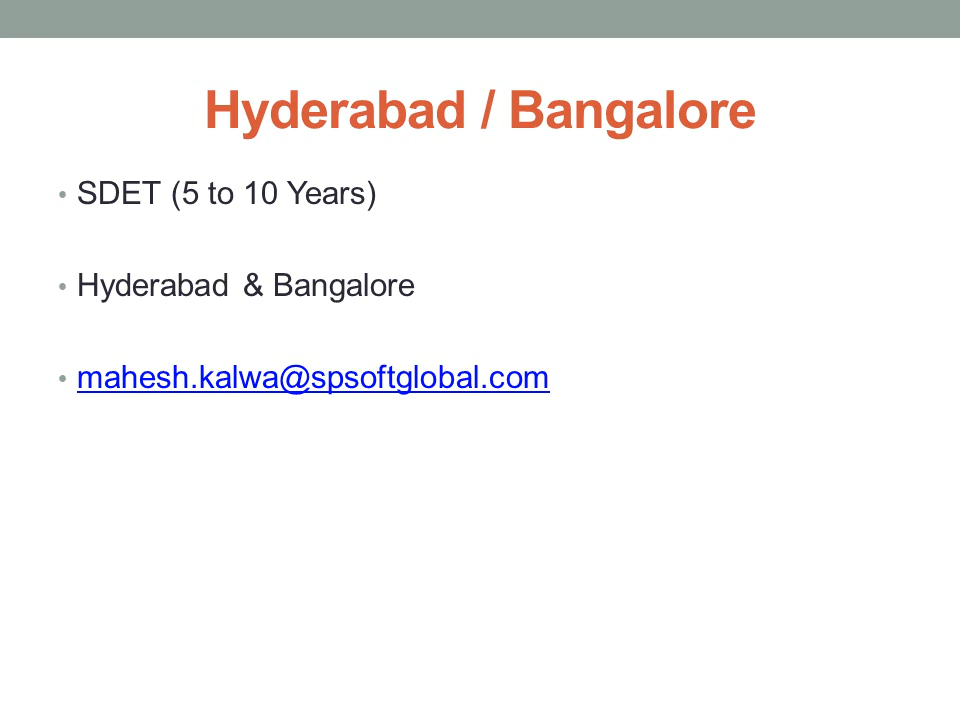 Hyderabad / Bangalore
• SDET (5 to 10 Years)
• Hyderabad & Bangalore
• mahesh.kalwa@spsoftglobal.com